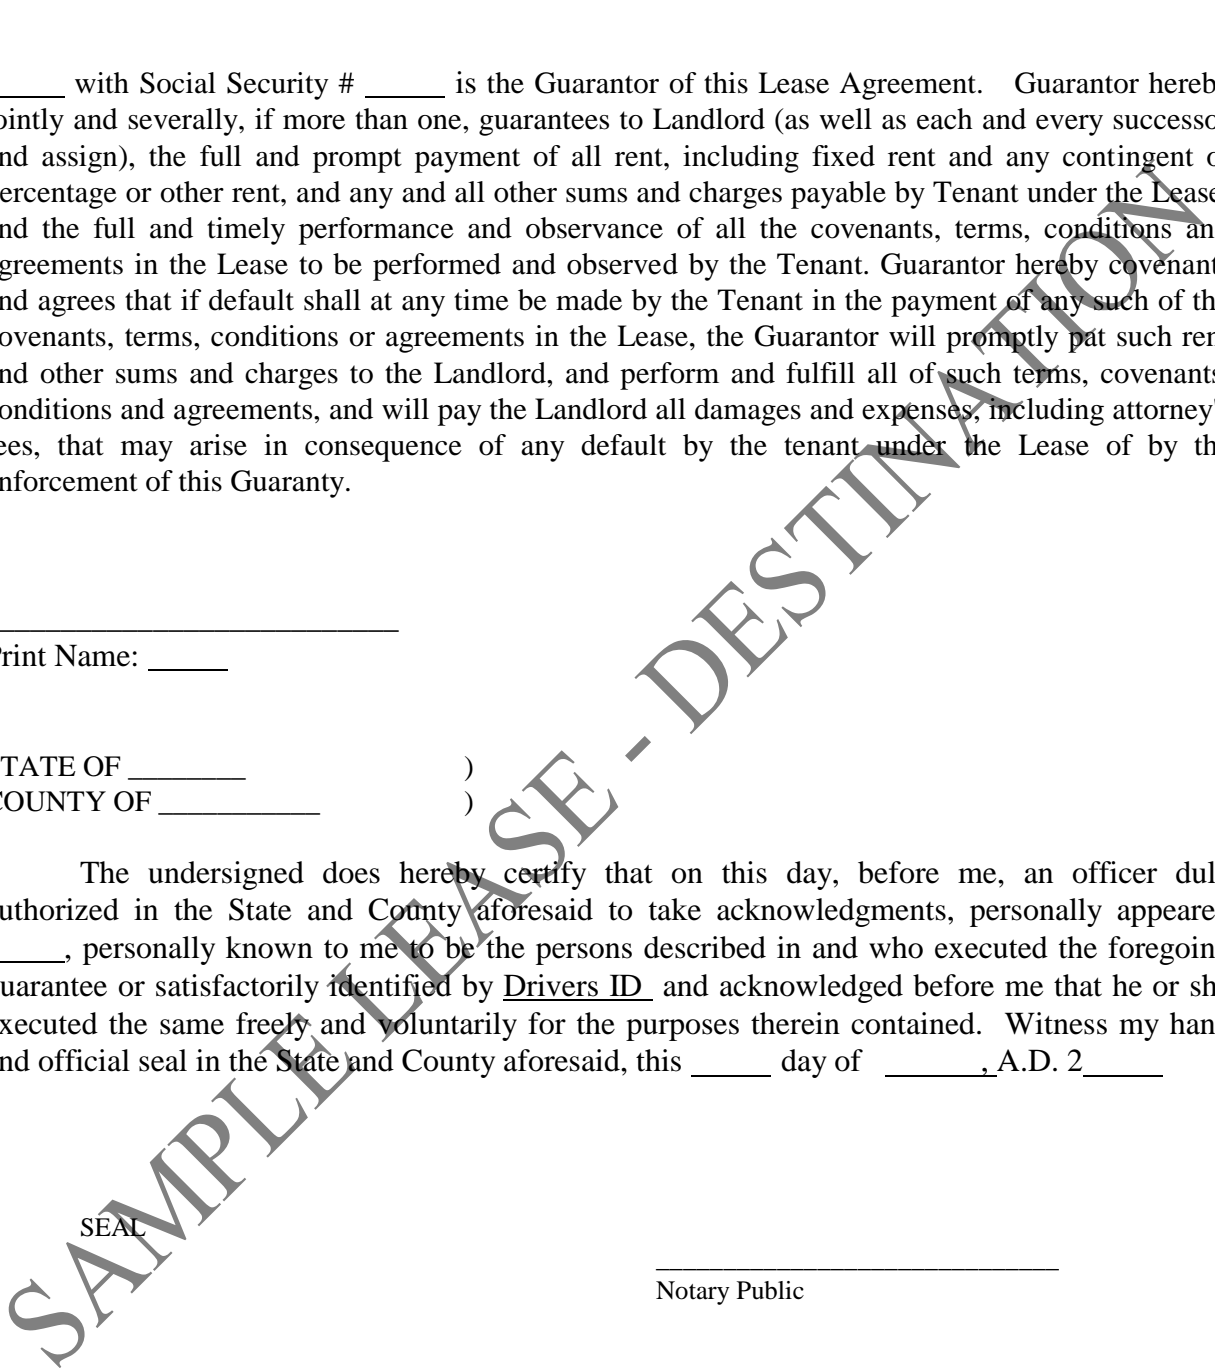 _____ with Social Security # _____ is the Guarantor of this Lease Agreement. Guarantor hereb
ointly and severally, if more than one, guarantees to Landlord (as well as each and every successo
nd assign), the full and prompt payment of all rent, including fixed rent and any contingent o
ercentage or other rent, and any and all other sums and charges payable by Tenant under the Lease
nd the full and timely performance and observance of all the covenants, terms, conditions an
greements in the Lease to be performed and observed by the Tenant. Guarantor hereby covenant
nd agrees that if default shall at any time be made by the Tenant in the payment of any such of th
ovenants, terms, conditions or agreements in the Lease, the Guarantor will promptly pat such ren
nd other sums and charges to the Landlord, and perform and fulfill all of such terms, covenants
onditions and agreements, and will pay the Landlord all damages and expenses, including attorney'
ees, that may arise in consequence of any default by the tenant under the Lease of by th
nforcement of this Guaranty.
__________________________
rint Name: _____
TATE OF ________ )
COUNTY OF ___________ )
The undersigned does hereby certify that on this day, before me, an officer dul
uthorized in the State and County aforesaid to take acknowledgments, personally appeare
_____, personally known to me to be the persons described in and who executed the foregoin
uarantee or satisfactorily identified by Drivers ID and acknowledged before me that he or sh
xecuted the same freely and voluntarily for the purposes therein contained. Witness my han
nd official seal in the State and County aforesaid, this _____ day of ______, A.D. 2_____
SEAL
______________________________
Notary Public
SAMPLE LEASE - DESTINATION